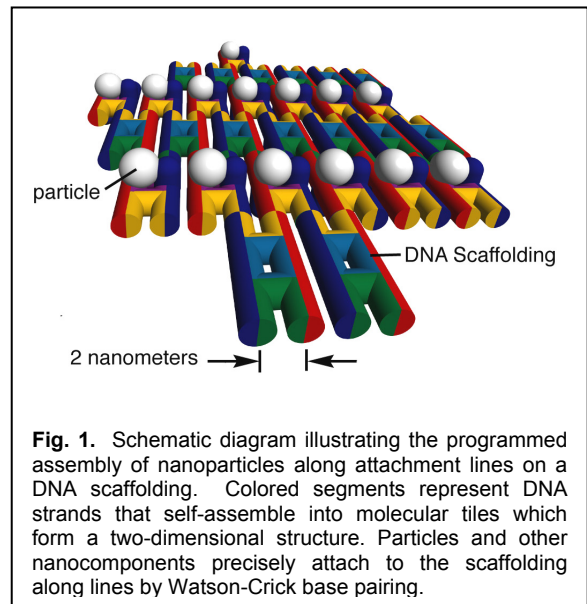 particle
DNA Scaffolding
2 nanometers
Fig. 1. Schematic diagram illustrating the programmed
assembly of nanoparticles along attachment lines on a
DNA scaffolding. Colored segments represent DNA
strands that self-assemble into molecular tiles which
form a two-dimensional structure. Particles and other
nanocomponents precisely attach to the scaffolding
along lines by Watson-Crick base pairing.